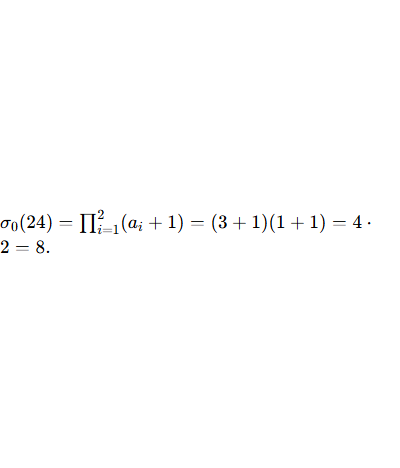 σ₀(24) = ∏²ᵢ₌₁(aᵢ + 1) = (3 + 1)(1 + 1) = 4 ·
2 = 8.